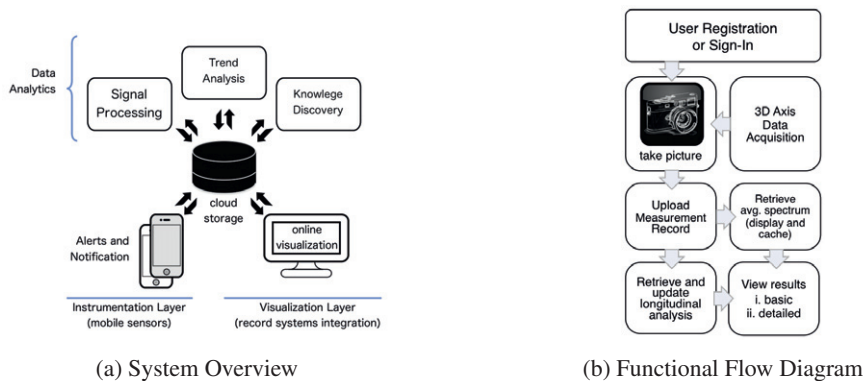 Data
Analytics
Signal
Processing
Trend
Analysis
Knowlege
Discovery
cloud
storage
Alerts and
Notification
online
visualization
Instrumentation Layer
(mobile sensors)
Visualization Layer
(record systems integration)
(a) System Overview
User Registration
or Sign-In
take picture
3D Axis
Data
Acquisition
Upload
Measurement
Record
Retrieve
avg. spectrum
(display and
cache)
Retrieve and
update
longitudinal
analysis
View results
i. basic
ii. detailed
(b) Functional Flow Diagram